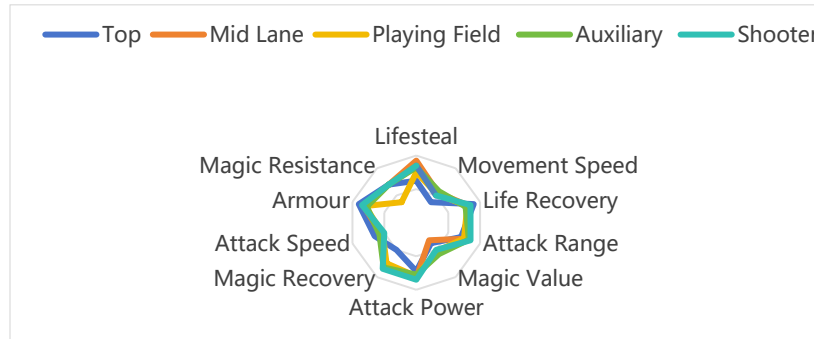 Top Mid Lane Playing Field Auxiliary Shooter
Lifesteal
Magic Resistance Movement Speed
Armour Life Recovery
Attack Speed Attack Range
Magic Recovery Magic Value
Attack Power